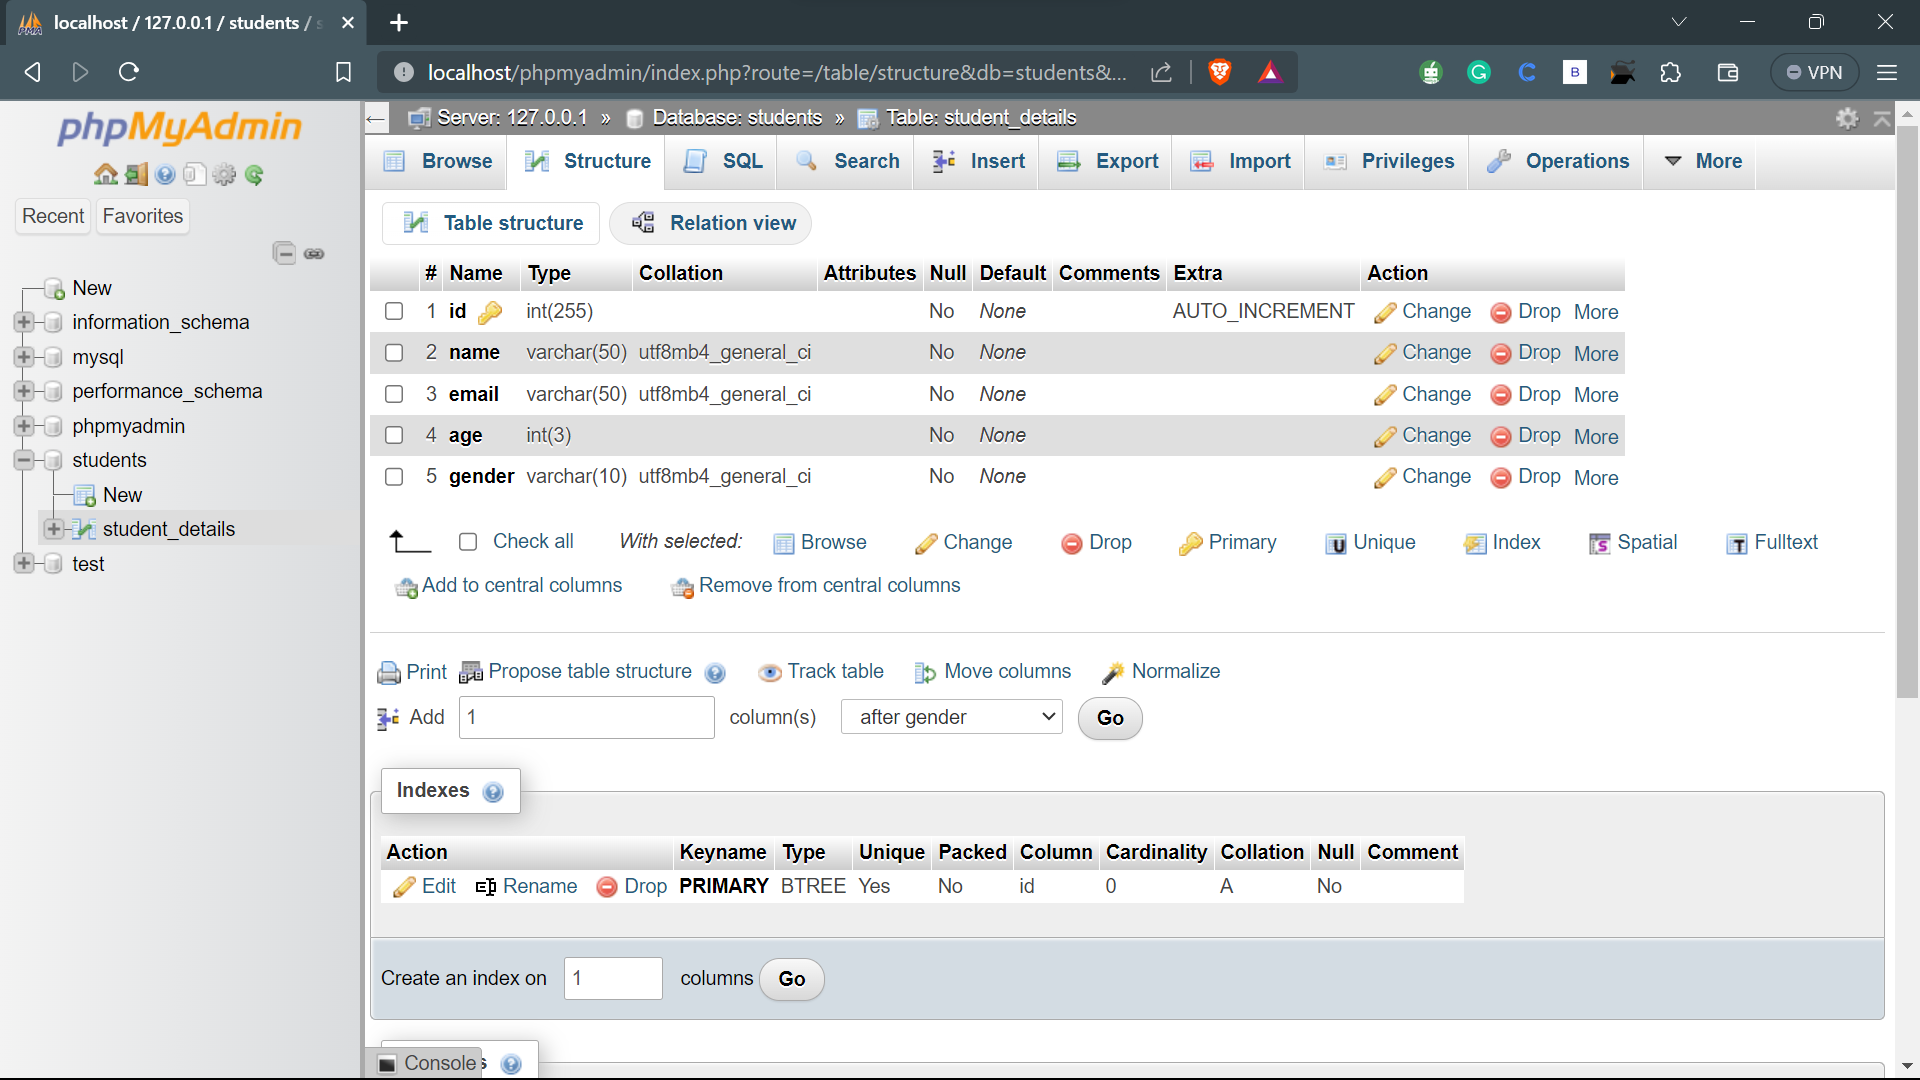 localhost / 127.0.0.1 / students /
localhost/phpmyadmin/index.php?route=/table/structure&db=students&...
VPN
phpMyAdmin
Recent Favorites
New
information_schema
mysql
performance_schema
phpmyadmin
students
New
student_details
test
Server: 127.0.0.1 » Database: students » Table: student_details
Browse Structure SQL Search Insert Export Import Privileges Operations More
Table structure Relation view
# Name Type Collation Attributes Null Default Comments Extra Action
1 id int(255) No None AUTO_INCREMENT Change Drop More
2 name varchar(50) utf8mb4_general_ci No None Change Drop More
3 email varchar(50) utf8mb4_general_ci No None Change Drop More
4 age int(3) No None Change Drop More
5 gender varchar(10) utf8mb4_general_ci No None Change Drop More
Check all With selected: Browse Change Drop Primary Unique Index Spatial Fulltext
Add to central columns Remove from central columns
Print Propose table structure Track table Move columns Normalize
Add 1 column(s) after gender Go
Indexes
Action Keyname Type Unique Packed Column Cardinality Collation Null Comment
Edit Rename Drop PRIMARY BTREE Yes No id 0 A No
Create an index on 1 columns Go
Console